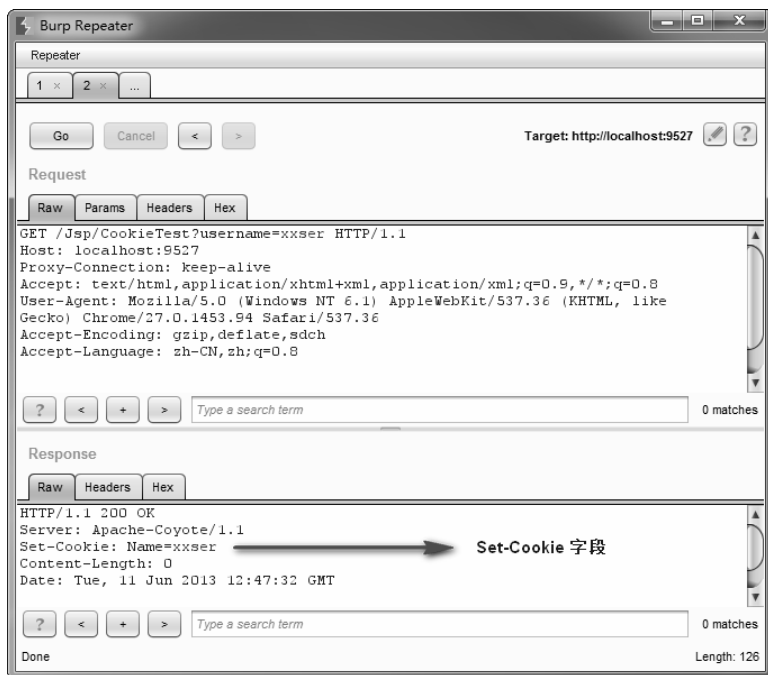 Burp Repeater
Repeater
1 × 2 × ...
Go Cancel < > Target: http://localhost:9527 ?
Request
Raw Params Headers Hex
GET /Jsp/CookieTest?username=xxser HTTP/1.1
Host: localhost:9527
Proxy-Connection: keep-alive
Accept: text/html,application/xhtml+xml,application/xml;q=0.9,*/*;q=0.8
User-Agent: Mozilla/5.0 (Windows NT 6.1) AppleWebKit/537.36 (KHTML, like
Gecko) Chrome/27.0.1453.94 Safari/537.36
Accept-Encoding: gzip,deflate,sdch
Accept-Language: zh-CN,zh;q=0.8
? < + > Type a search term 0 matches
Response
Raw Headers Hex
HTTP/1.1 200 OK
Server: Apache-Coyote/1.1
Set-Cookie: Name=xxser Set-Cookie 字段
Content-Length: 0
Date: Tue, 11 Jun 2013 12:47:32 GMT
? < + > Type a search term 0 matches
Done Length: 126